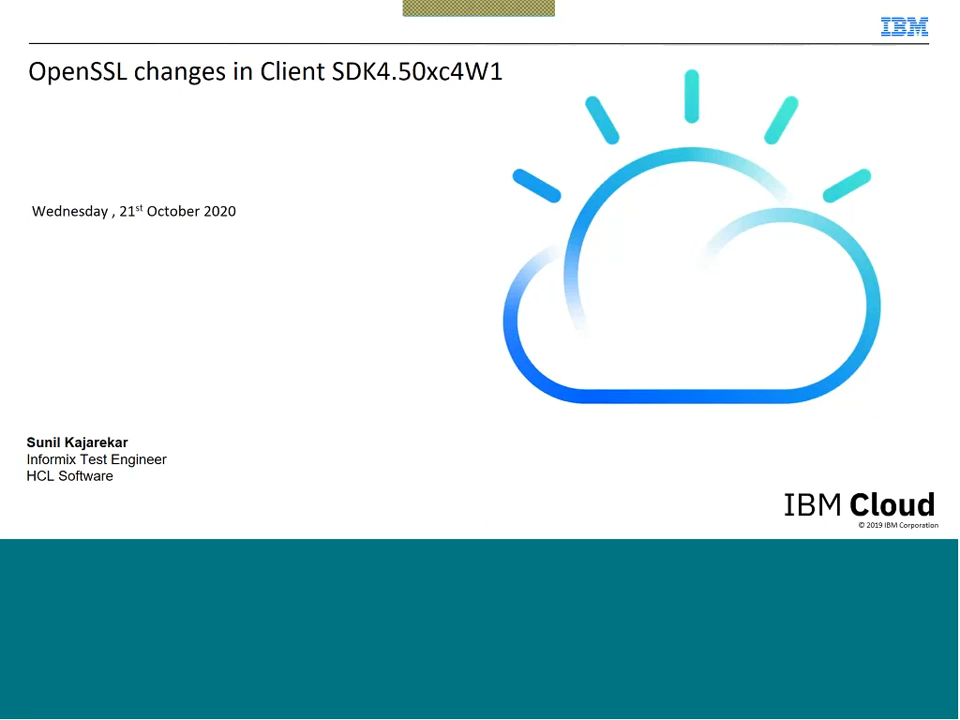 IBM
OpenSSL changes in Client SDK4.50xc4W1
Wednesday , 21st October 2020
Sunil Kajarekar
Informix Test Engineer
HCL Software
IBM Cloud
© 2019 IBM Corporation